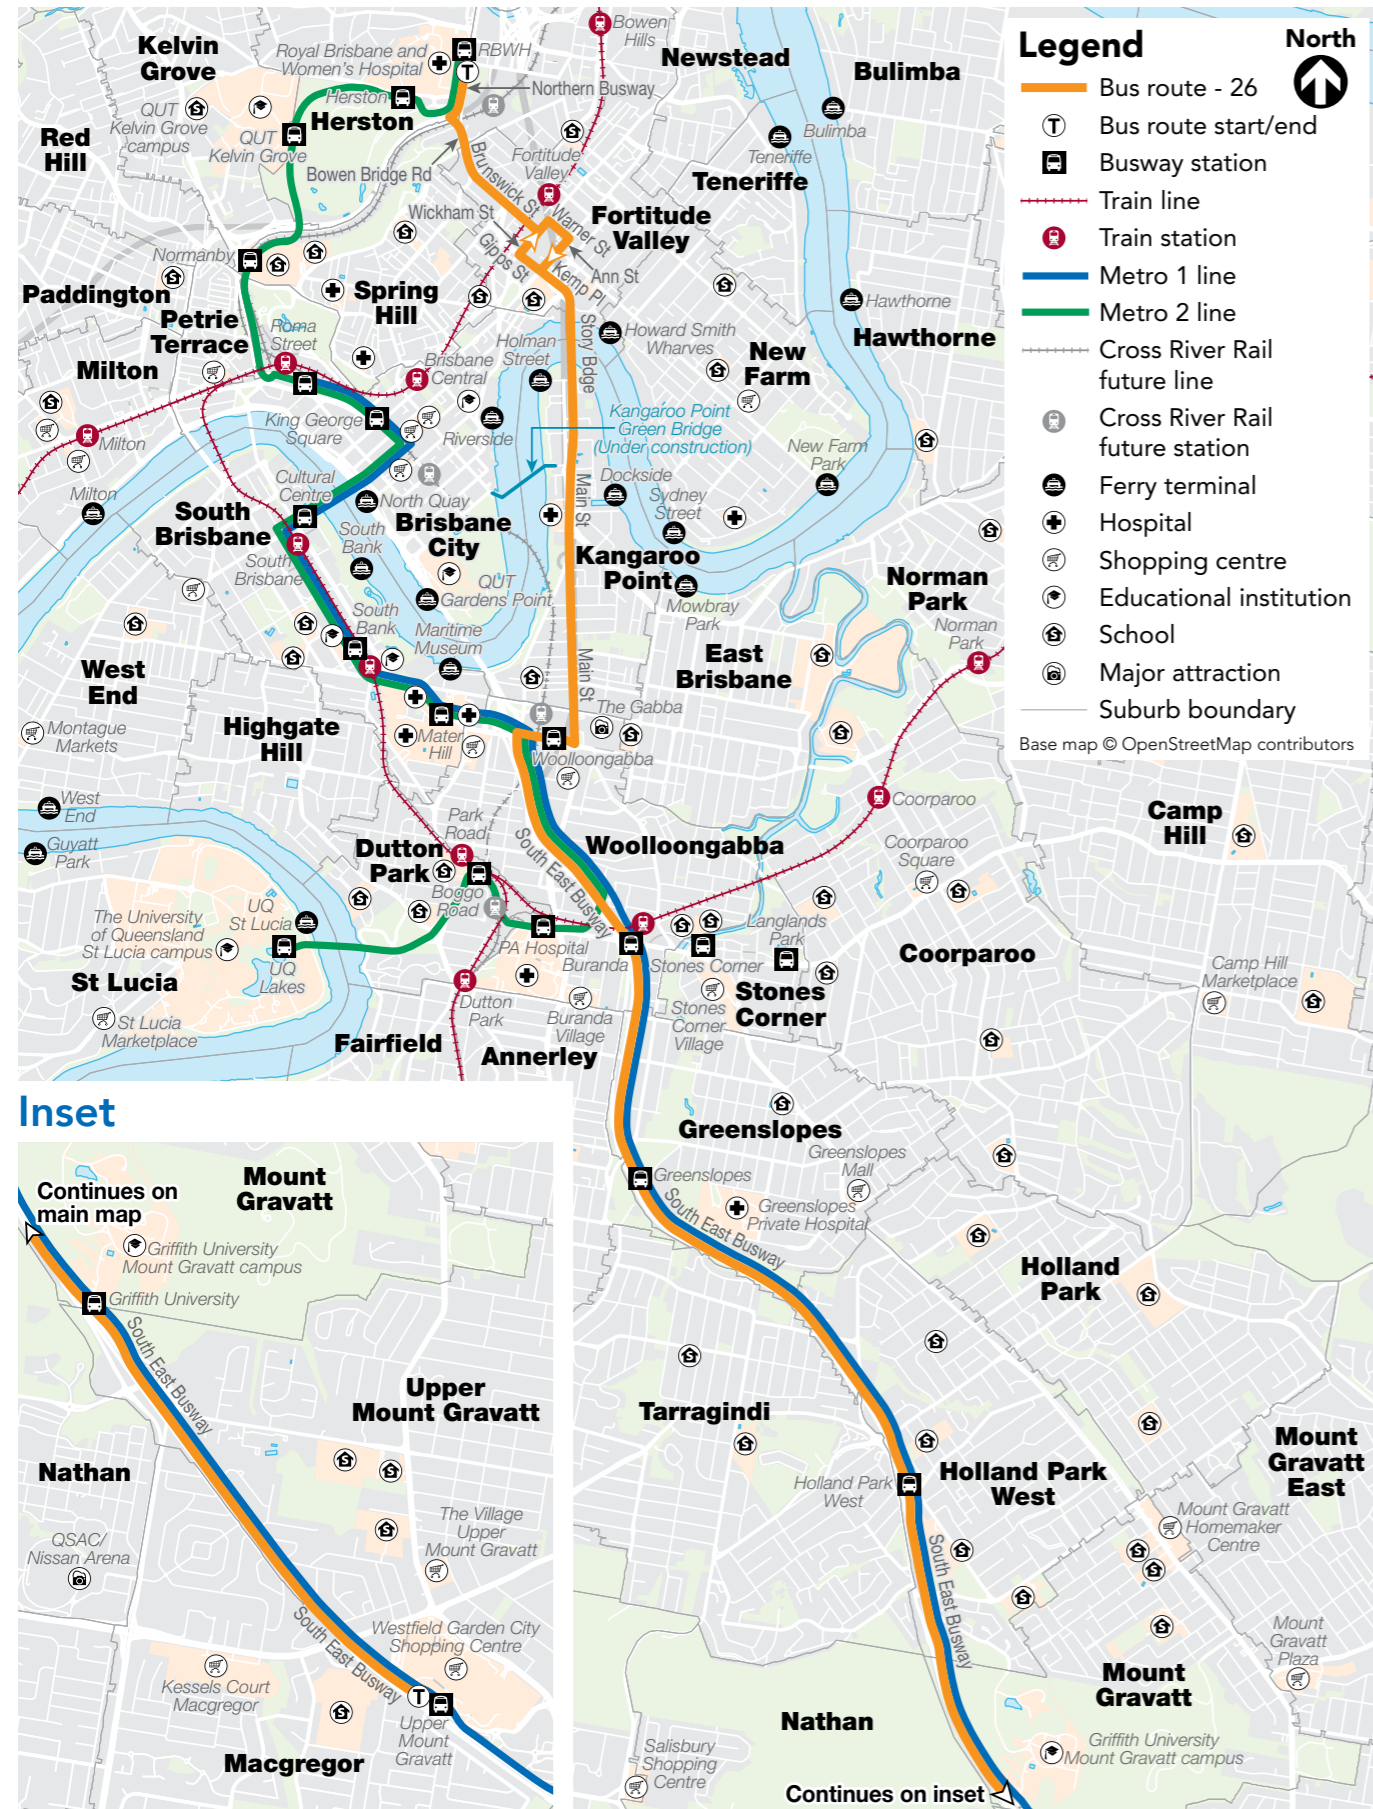 Kelvin
Grove
Royal Brisbane and
Women's Hospital
RBWH
Bowen
Hills
Newstead
Bulimba
Northern Busway
Herston
Herston
QUT
Kelvin Grove
campus
QUT
Kelvin Grove
Red
Hill
Bowen Bridge Rd
Brunswick St
Fortitude
Valley
Bulimba
Teneriffe
Teneriffe
Wickham St
Warner St
Fortitude
Valley
Gipps St
Ann St
Kemp Pl
Normanby
Paddington
Petrie
Terrace
Spring
Hill
Roma
Street
Milton
Brisbane
Central
Holman
Street
Story Bdge
Howard Smith
Wharves
New
Farm
Hawthorne
Hawthorne
King George
Square
Riverside
Kangaroo Point
Green Bridge
(Under construction)
Milton
Milton
Cultural
Centre
North Quay
South
Brisbane
South
Brisbane
South
Bank
Brisbane
City
Dockside
Sydney
Street
New Farm
Park
Main St
Kangaroo
Point
QUT
Gardens Point
Mowbray
Park
Norman
Park
Norman
Park
South
Bank
Maritime
Museum
West
End
Highgate
Hill
Main St
East
Brisbane
The Gabba
Montague
Markets
Mater
Hill
Woolloongabba
West
End
Guyatt
Park
Park
Road
Dutton
Park
Boggo
Road
South East Busway
Woolloongabba
Coorparoo
Coorparoo
Square
Camp
Hill
The University
of Queensland
St Lucia campus
UQ
St Lucia
UQ
Lakes
St Lucia
St Lucia
Marketplace
PA Hospital
Buranda
Stones Corner
Langlands
Park
Coorparoo
Dutton
Park
Buranda
Village
Stones
Corner
Village
Stones
Corner
Camp Hill
Marketplace
Fairfield
Annerley
Greenslopes
Greenslopes
Greenslopes
Mall
Greenslopes
Private Hospital
South East Busway
Holland
Park
Tarragindi
Holland Park
West
Holland Park
West
Mount
Gravatt
East
Mount Gravatt
Homemaker
Centre
South East Busway
Mount
Gravatt
Plaza
Mount
Gravatt
Nathan
Salisbury
Shopping
Centre
Griffith University
Mount Gravatt campus
Continues on inset
Legend
North
Bus route - 26
T Bus route start/end
Busway station
Train line
Train station
Metro 1 line
Metro 2 line
Cross River Rail
future line
Cross River Rail
future station
Ferry terminal
Hospital
Shopping centre
Educational institution
School
Major attraction
Suburb boundary
Base map © OpenStreetMap contributors
Inset
Continues on
main map
Mount
Gravatt
Griffith University
Mount Gravatt campus
Griffith University
South East Busway
Upper
Mount Gravatt
Nathan
QSAC/
Nissan Arena
The Village
Upper
Mount Gravatt
South East Busway
Westfield Garden City
Shopping Centre
Kessels Court
Macgregor
T
Upper
Mount
Gravatt
Macgregor